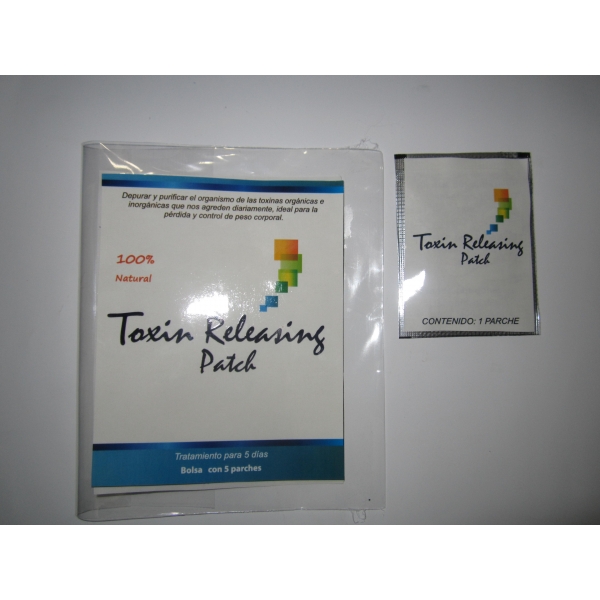 Depurar y purificar el organismo de las toxinas orgánicas e
inorgánicas que nos agreden diariamente, ideal para la
pérdida y control de peso corporal.
100%
Natural
Toxin Releasing
Patch
Tratamiento para 5 días
Bolsa con 5 parches
Toxin Releasing
Patch
CONTENIDO: 1 PARCHE